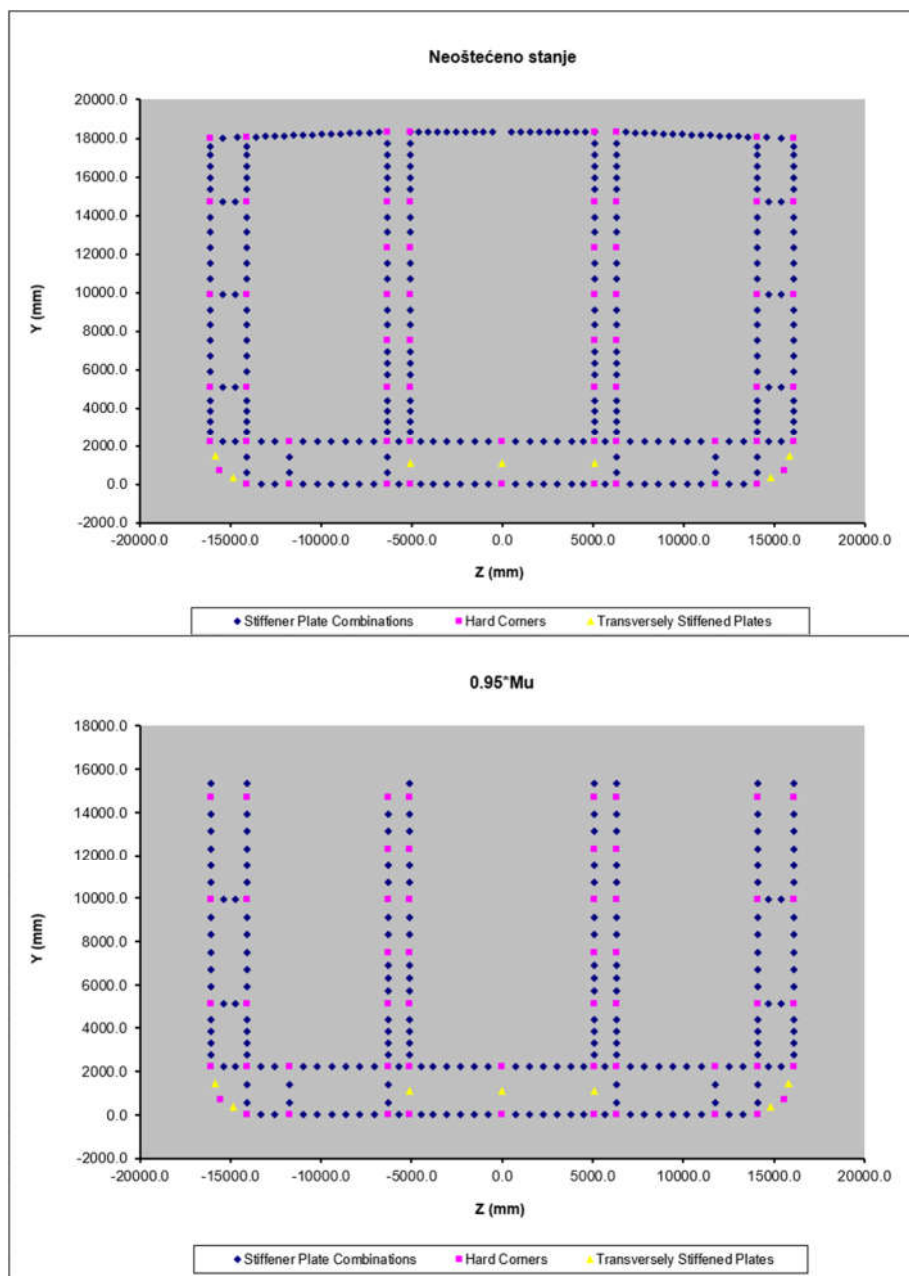 Neoštećeno stanje
20000.0
18000.0
16000.0
14000.0
12000.0
10000.0
8000.0
6000.0
4000.0
2000.0
0.0
-2000.0
Y (mm)
-20000.0 -15000.0 -10000.0 -5000.0 0.0 5000.0 10000.0 15000.0 20000.0
Z (mm)
Stiffener Plate Combinations Hard Corners Transversely Stiffened Plates
0.95*Mu
18000.0
16000.0
14000.0
12000.0
10000.0
8000.0
6000.0
4000.0
2000.0
0.0
-2000.0
Y (mm)
-20000.0 -15000.0 -10000.0 -5000.0 0.0 5000.0 10000.0 15000.0 20000.0
Z (mm)
Stiffener Plate Combinations Hard Corners Transversely Stiffened Plates